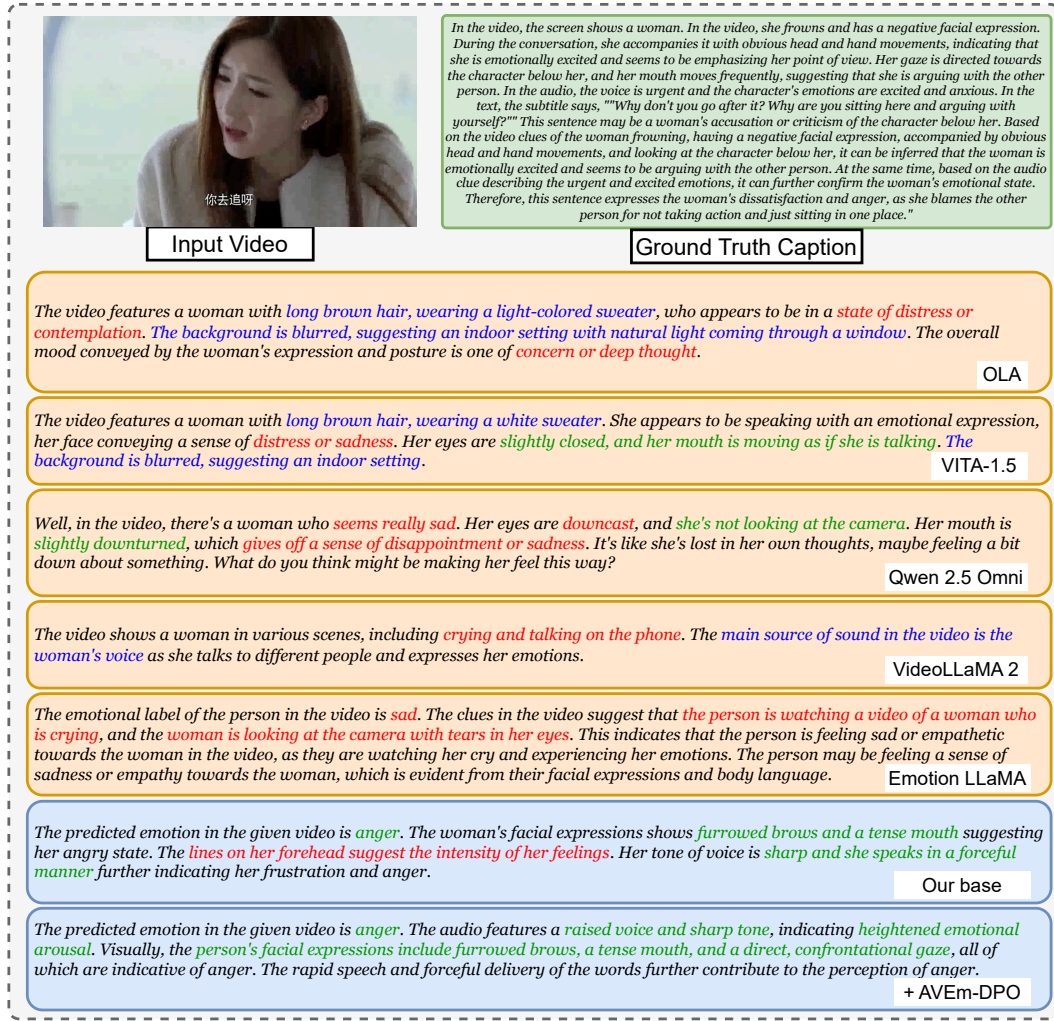 你去追呀
Input Video
In the video, the screen shows a woman. In the video, she frowns and has a negative facial expression.
During the conversation, she accompanies it with obvious head and hand movements, indicating that
she is emotionally excited and seems to be emphasizing her point of view. Her gaze is directed towards
the character below her, and her mouth moves frequently, suggesting that she is arguing with the other
person. In the audio, the voice is urgent and the character's emotions are excited and anxious. In the
text, the subtitle says, ""Why don't you go after it? Why are you sitting here and arguing with
yourself?"" This sentence may be a woman's accusation or criticism of the character below her. Based
on the video clues of the woman frowning, having a negative facial expression, accompanied by obvious
head and hand movements, and looking at the character below her, it can be inferred that the woman is
emotionally excited and seems to be arguing with the other person. At the same time, based on the audio
clue describing the urgent and excited emotions, it can further confirm the woman's emotional state.
Therefore, this sentence expresses the woman's dissatisfaction and anger, as she blames the other
person for not taking action and just sitting in one place."
Ground Truth Caption
The video features a woman with long brown hair, wearing a light-colored sweater, who appears to be in a state of distress or
contemplation. The background is blurred, suggesting an indoor setting with natural light coming through a window. The overall
mood conveyed by the woman's expression and posture is one of concern or deep thought.
OLA
The video features a woman with long brown hair, wearing a white sweater. She appears to be speaking with an emotional expression,
her face conveying a sense of distress or sadness. Her eyes are slightly closed, and her mouth is moving as if she is talking. The
background is blurred, suggesting an indoor setting.
VITA-1.5
Well, in the video, there's a woman who seems really sad. Her eyes are downcast, and she's not looking at the camera. Her mouth is
slightly downturned, which gives off a sense of disappointment or sadness. It's like she's lost in her own thoughts, maybe feeling a bit
down about something. What do you think might be making her feel this way?
Qwen 2.5 Omni
The video shows a woman in various scenes, including crying and talking on the phone. The main source of sound in the video is the
woman's voice as she talks to different people and expresses her emotions.
VideoLLaMA 2
The emotional label of the person in the video is sad. The clues in the video suggest that the person is watching a video of a woman who
is crying, and the woman is looking at the camera with tears in her eyes. This indicates that the person is feeling sad or empathetic
towards the woman in the video, as they are watching her cry and experiencing her emotions. The person may be feeling a sense of
sadness or empathy towards the woman, which is evident from their facial expressions and body language.
Emotion LLaMA
The predicted emotion in the given video is anger. The woman's facial expressions shows furrowed brows and a tense mouth suggesting
her angry state. The lines on her forehead suggest the intensity of her feelings. Her tone of voice is sharp and she speaks in a forceful
manner further indicating her frustration and anger.
Our base
The predicted emotion in the given video is anger. The audio features a raised voice and sharp tone, indicating heightened emotional
arousal. Visually, the person's facial expressions include furrowed brows, a tense mouth, and a direct, confrontational gaze, all of
which are indicative of anger. The rapid speech and forceful delivery of the words further contribute to the perception of anger.
+ AVEm-DPO